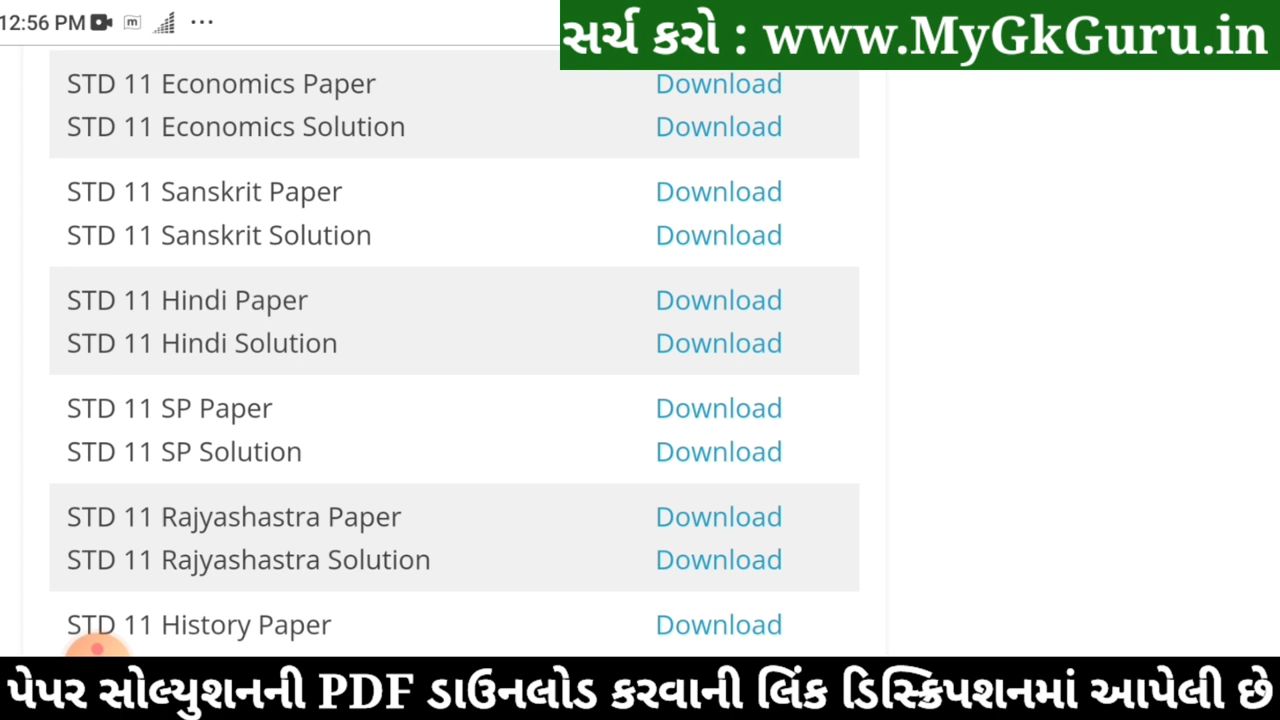 12:56 PM
સર્ચ કરો : www.MyGkGuru.in
STD 11 Economics Paper Download
STD 11 Economics Solution Download
STD 11 Sanskrit Paper Download
STD 11 Sanskrit Solution Download
STD 11 Hindi Paper Download
STD 11 Hindi Solution Download
STD 11 SP Paper Download
STD 11 SP Solution Download
STD 11 Rajyashastra Paper Download
STD 11 Rajyashastra Solution Download
STD 11 History Paper Download
પેપર સોલ્યુશનની PDF ડાઉનલોડ કરવાની લિંક ડિસ્ક્રિપશનમાં આપેલી છે